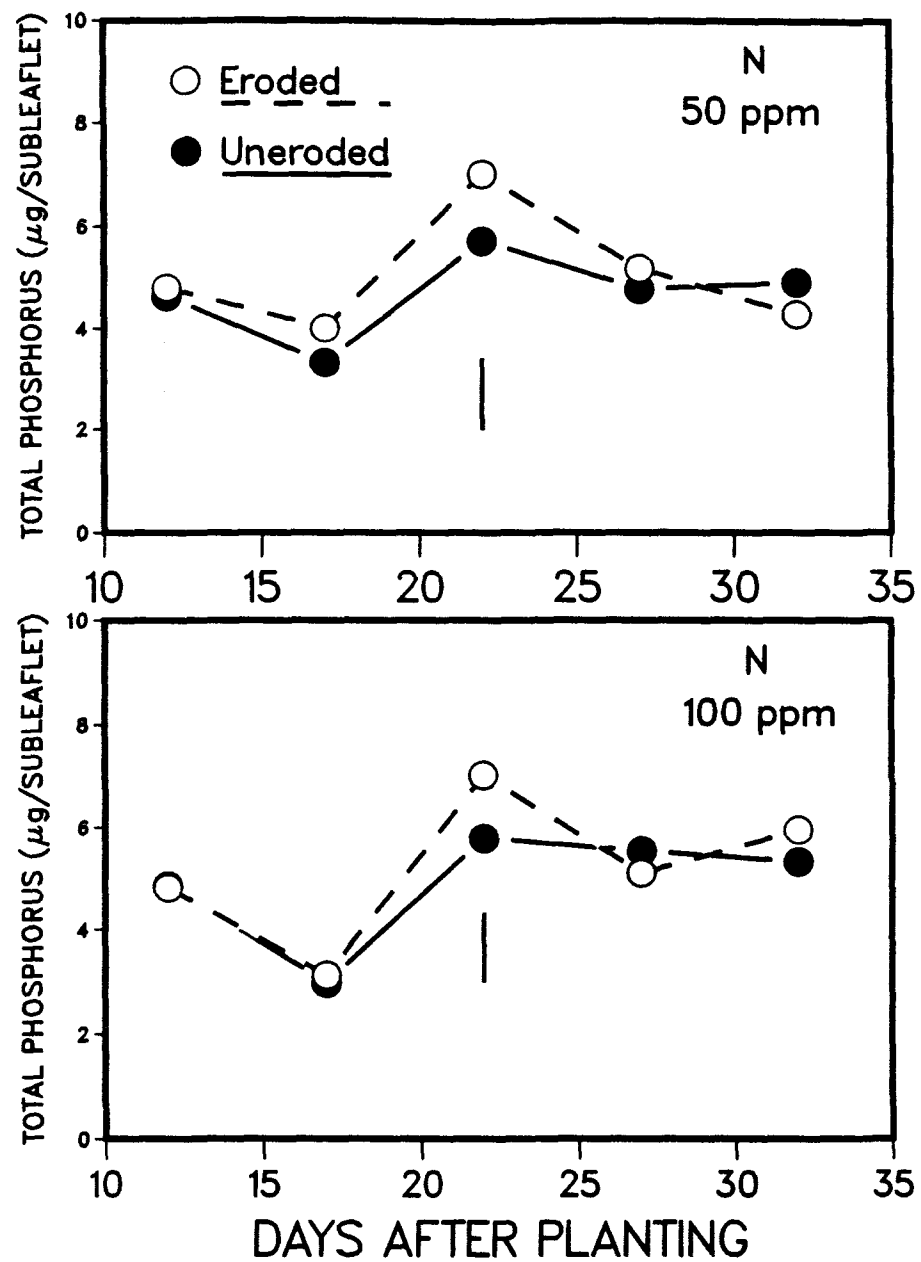 TOTAL PHOSPHORUS (μg/SUBLEAFLET)
10
8
6
4
2
0
Eroded
Uneroded
N
50 ppm
10 15 20 25 30 35
TOTAL PHOSPHORUS (μg/SUBLEAFLET)
10
8
6
4
2
0
N
100 ppm
10 15 20 25 30 35
DAYS AFTER PLANTING